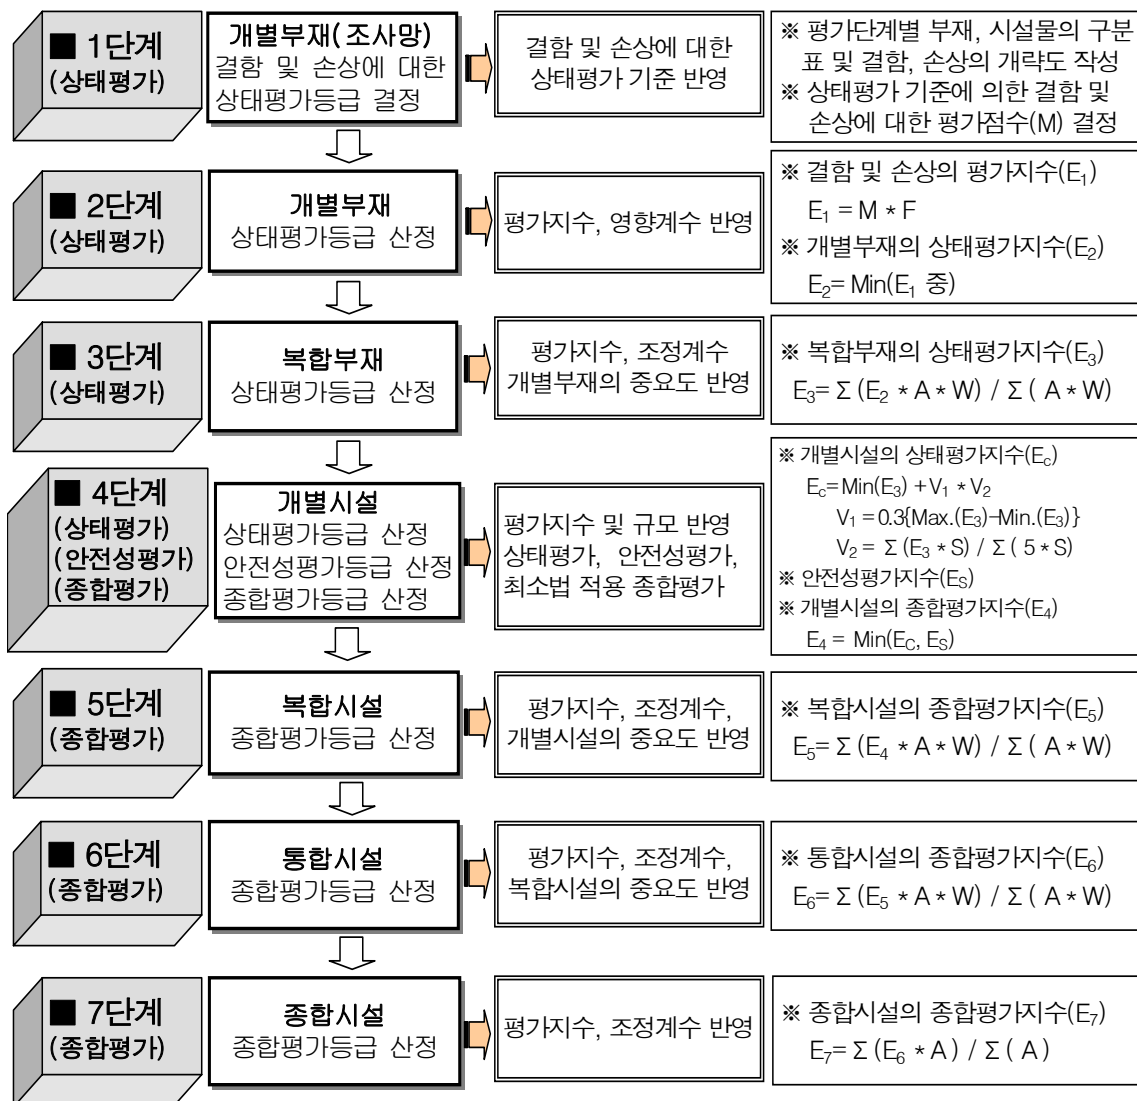 ■ 1단계
(상태평가)
개별부재(조사망)
결함 및 손상에 대한
상태평가등급 결정
결함 및 손상에 대한
상태평가 기준 반영
※ 평가단계별 부재, 시설물의 구분
표 및 결함, 손상의 개략도 작성
※ 상태평가 기준에 의한 결함 및
손상에 대한 평가점수(M) 결정
■ 2단계
(상태평가)
개별부재
상태평가등급 산정
평가지수, 영향계수 반영
※ 결함 및 손상의 평가지수(E₁)
E₁ = M * F
※ 개별부재의 상태평가지수(E₂)
E₂= Min(E₁ 중)
■ 3단계
(상태평가)
복합부재
상태평가등급 산정
평가지수, 조정계수
개별부재의 중요도 반영
※ 복합부재의 상태평가지수(E₃)
E₃= Σ (E₂ * A * W) / Σ ( A * W)
■ 4단계
(상태평가)
(안전성평가)
(종합평가)
개별시설
상태평가등급 산정
안전성평가등급 산정
종합평가등급 산정
평가지수 및 규모 반영
상태평가, 안전성평가,
최소법 적용 종합평가
※ 개별시설의 상태평가지수(Ec)
Ec= Min(E₃) + V₁ * V₂
V₁ = 0.3{Max.(E₃)-Min.(E₃)}
V₂ = Σ (E₃ * S) / Σ ( 5 * S)
※ 안전성평가지수(ES)
※ 개별시설의 종합평가지수(E₄)
E₄ = Min(EC, ES)
■ 5단계
(종합평가)
복합시설
종합평가등급 산정
평가지수, 조정계수,
개별시설의 중요도 반영
※ 복합시설의 종합평가지수(E₅)
E₅= Σ (E₄ * A * W) / Σ ( A * W)
■ 6단계
(종합평가)
통합시설
종합평가등급 산정
평가지수, 조정계수,
복합시설의 중요도 반영
※ 통합시설의 종합평가지수(E₆)
E₆= Σ (E₅ * A * W) / Σ ( A * W)
■ 7단계
(종합평가)
종합시설
종합평가등급 산정
평가지수, 조정계수 반영
※ 종합시설의 종합평가지수(E₇)
E₇= Σ (E₆ * A ) / Σ ( A )